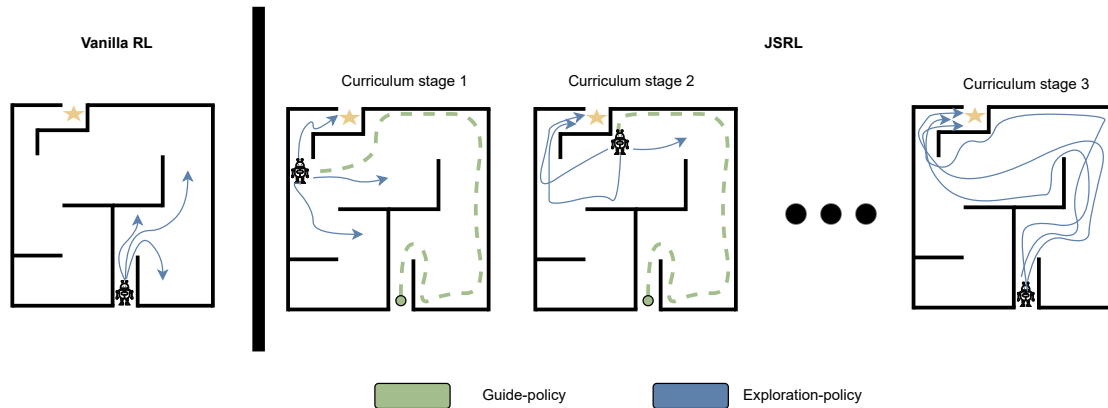 Vanilla RL
JSRL
Curriculum stage 1
Curriculum stage 2
Curriculum stage 3
Guide-policy
Exploration-policy